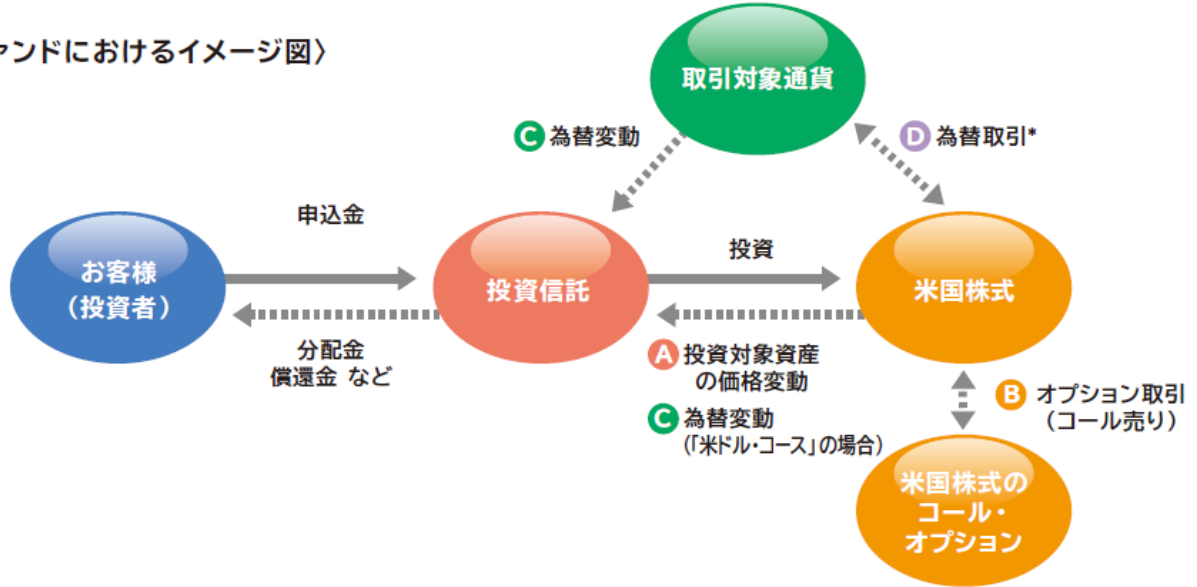 ンドにおけるイメージ図〉
取引対象通貨
C 為替変動
D 為替取引*
申込金
お客様
（投資者）
投資信託
投資
米国株式
分配金
償還金 など
A 投資対象資産
の価格変動
C 為替変動
(「米ドル・コース」の場合)
B オプション取引
（コール売り）
米国株式の
コール・
オプション